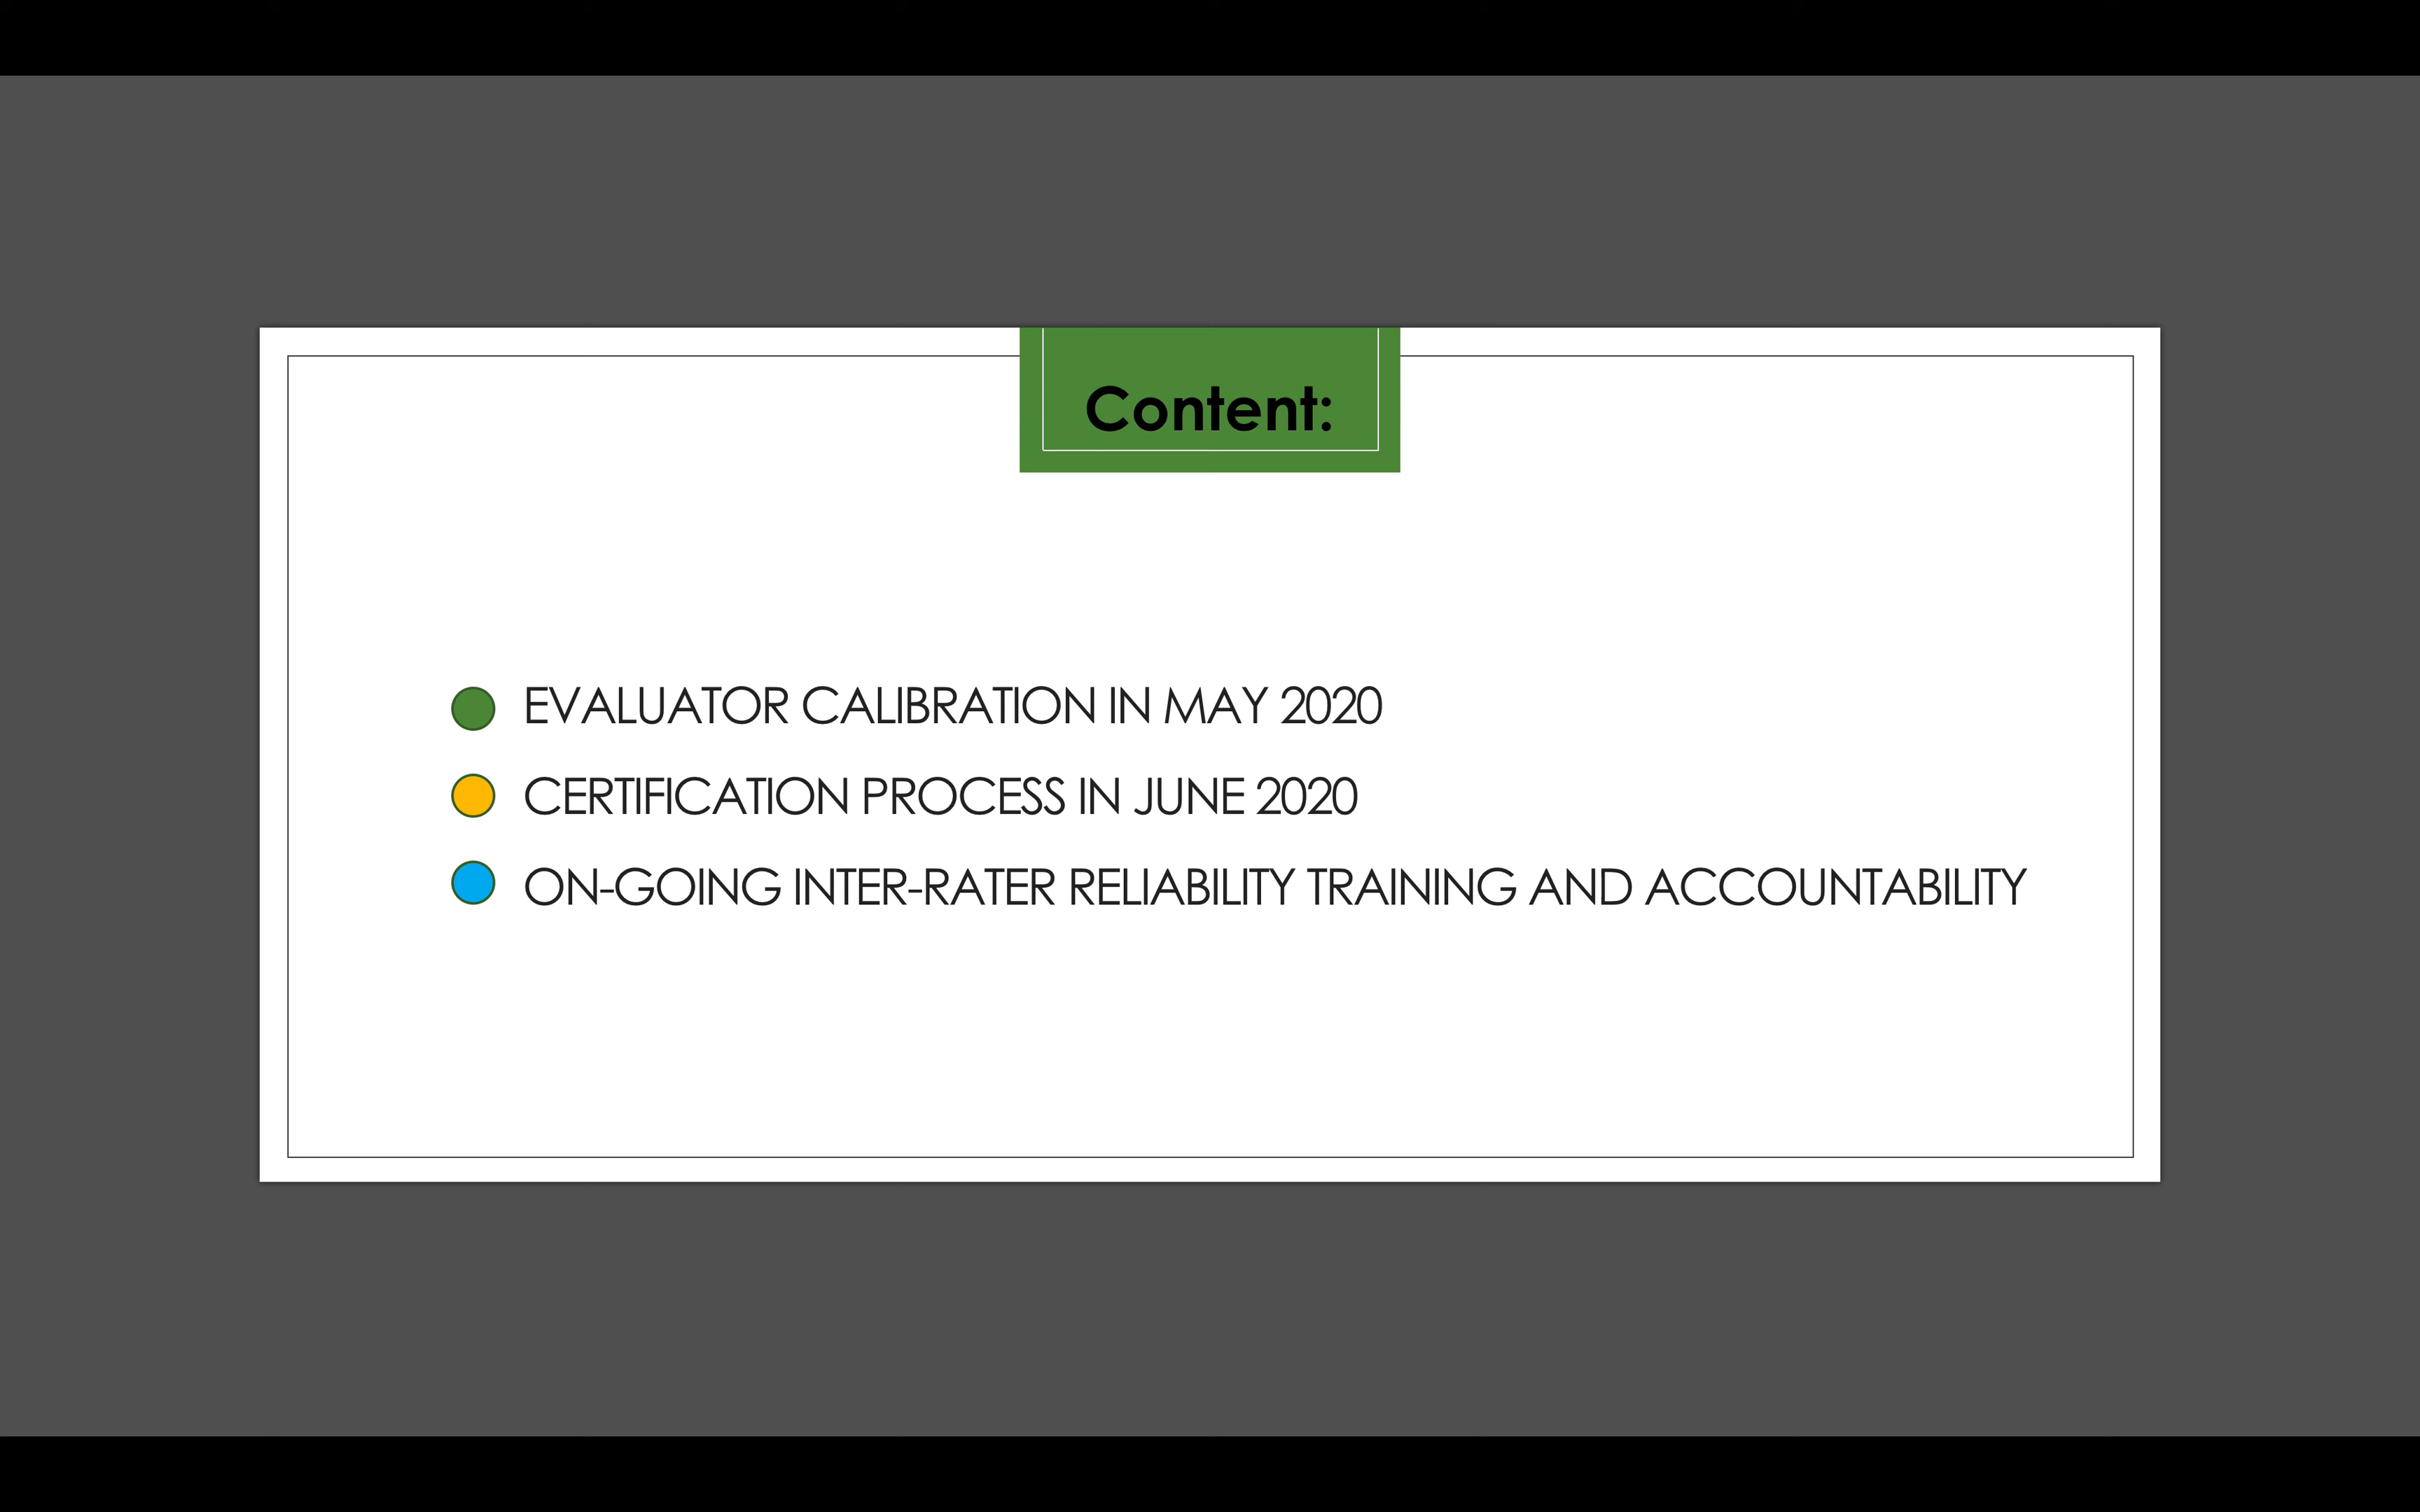 Content:
EVALUATOR CALIBRATION IN MAY 2020
CERTIFICATION PROCESS IN JUNE 2020
ON-GOING INTER-RATER RELIABILITY TRAINING AND ACCOUNTABILITY